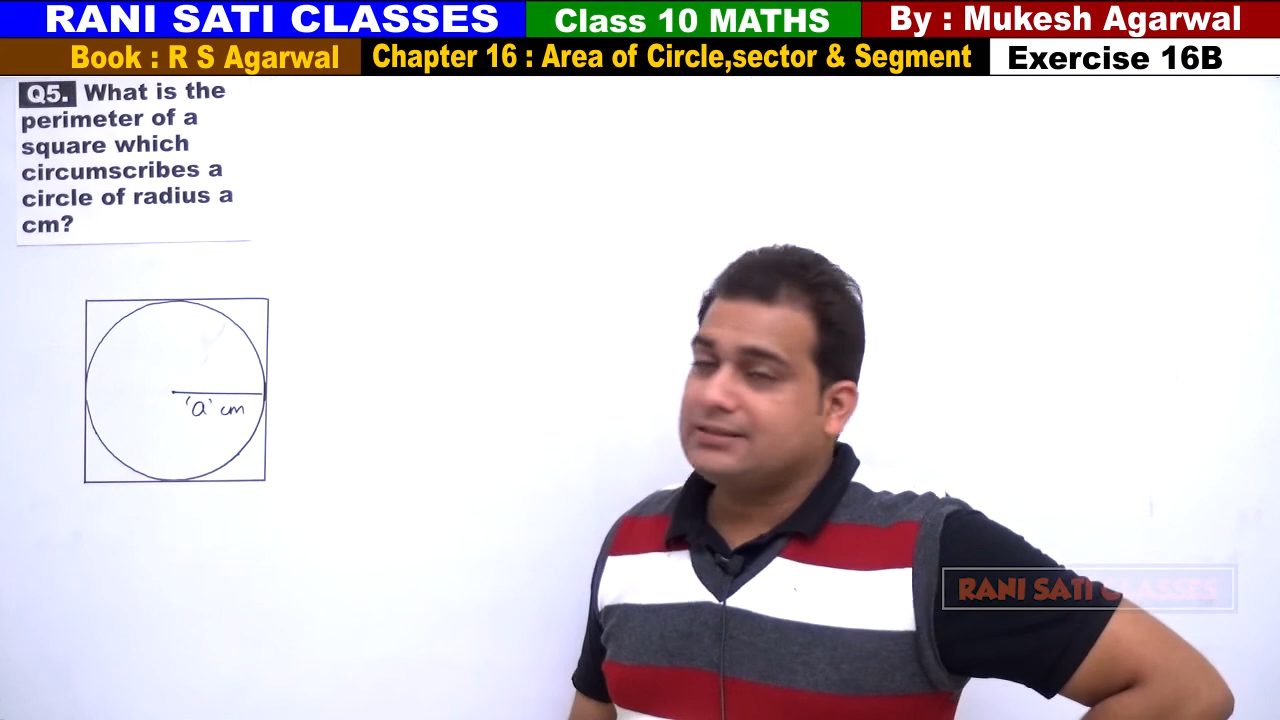 RANI SATI CLASSES
Class 10 MATHS
By : Mukesh Agarwal
Book : R S Agarwal
Chapter 16 : Area of Circle,sector & Segment
Exercise 16B
Q5. What is the
perimeter of a
square which
circumscribes a
circle of radius a
cm?
'a' cm
RANI SATI CLASSES